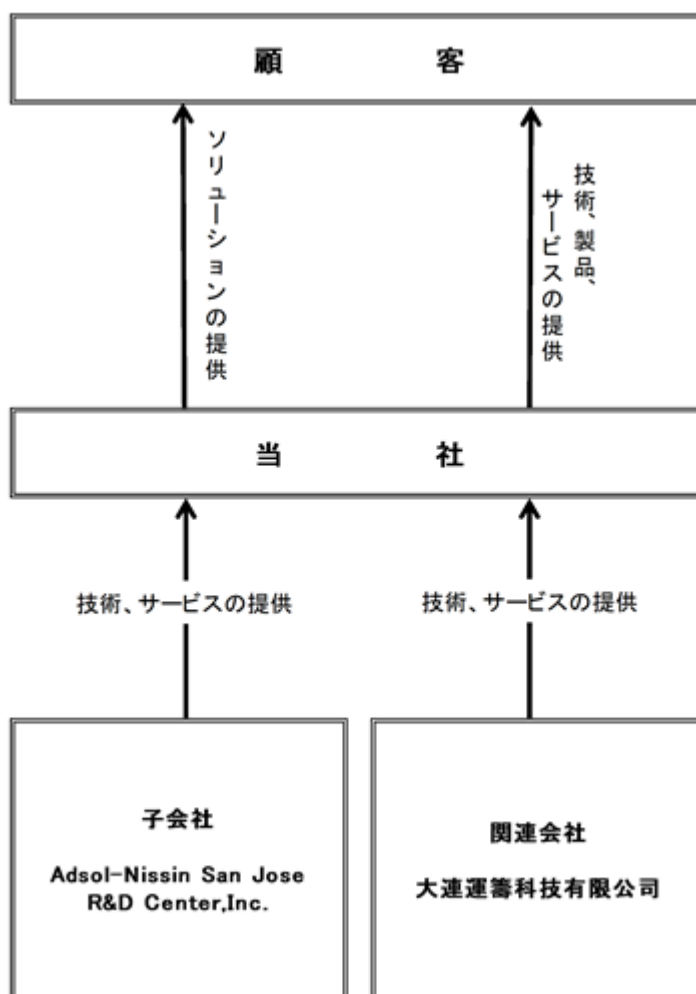 顧 客
ソリューションの提供
技術、製品、
サービスの提供
当 社
技術、サービスの提供
技術、サービスの提供
子会社
Adsol-Nissin San Jose
R&D Center,Inc.
関連会社
大連運籌科技有限公司